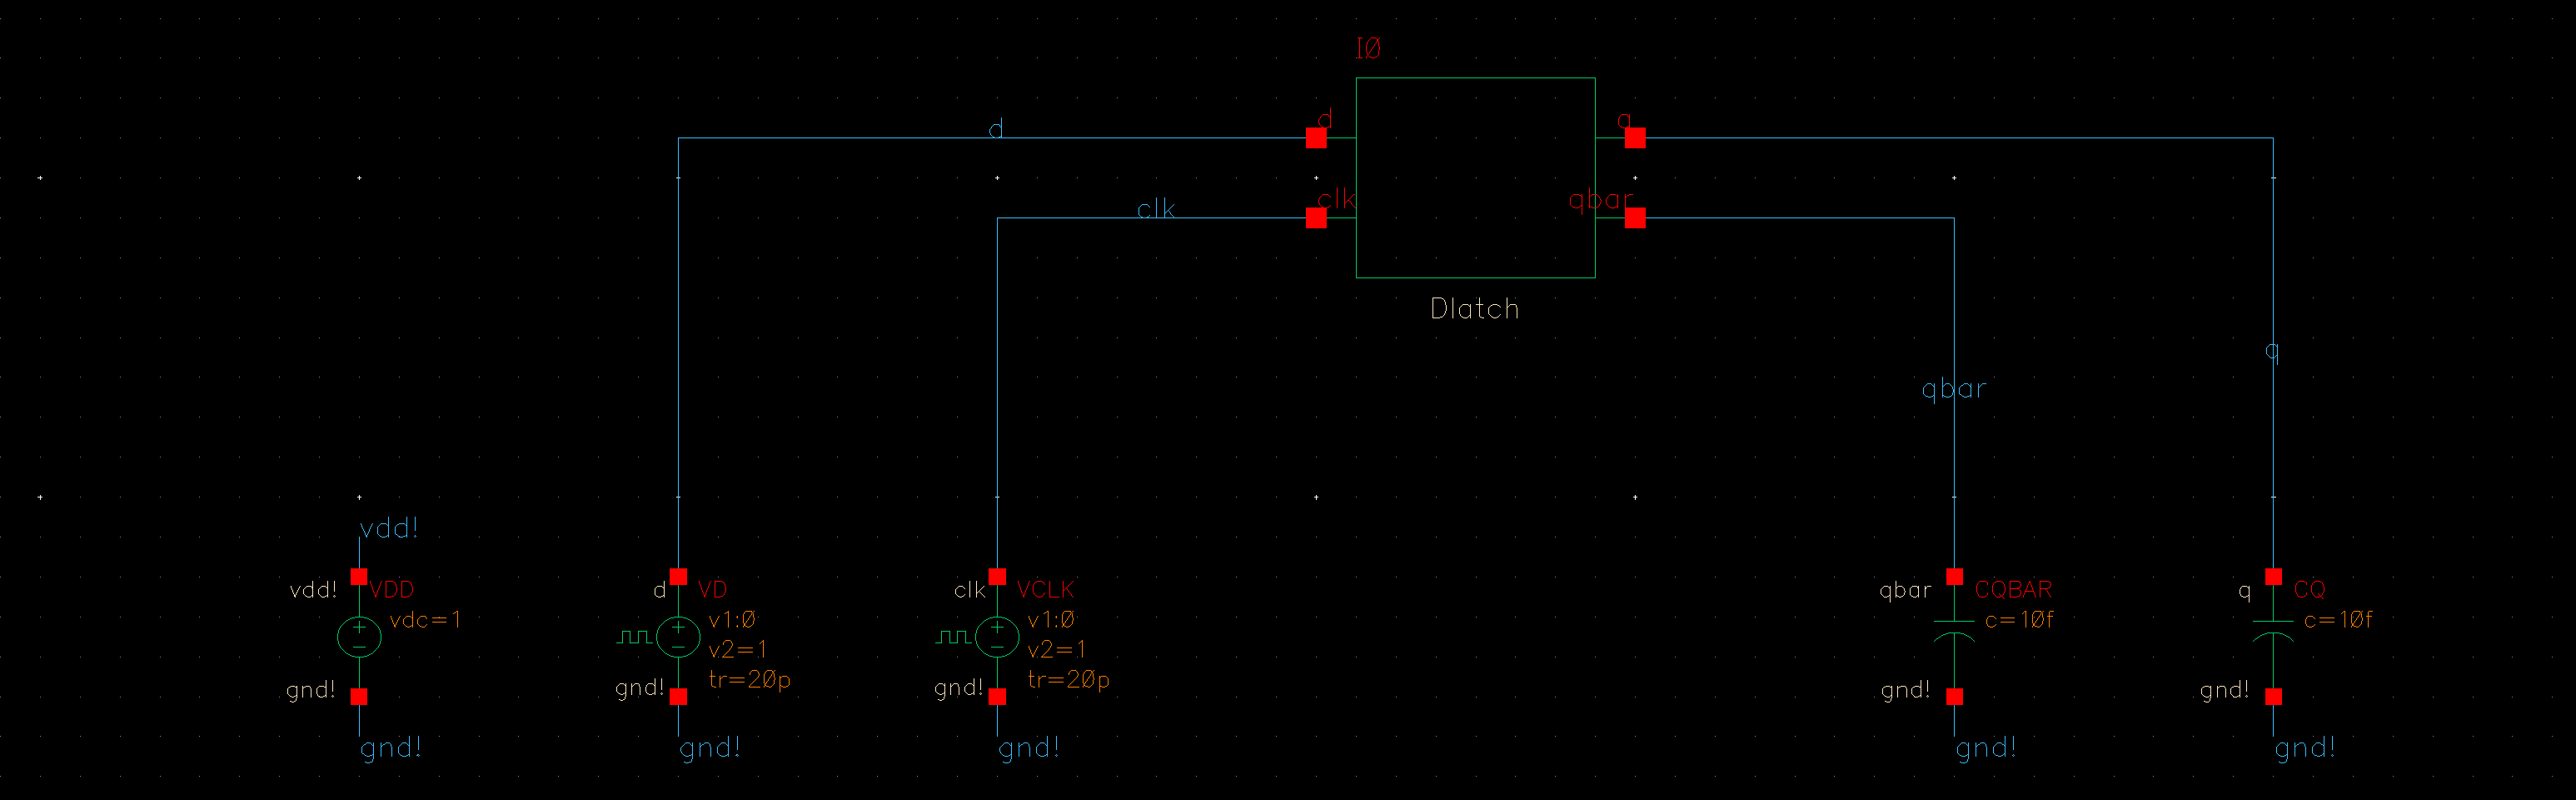 I0
d
d
q
clk
clk
qbar
Dlatch
q
qbar
vdd!
vdd!
VDD
vdc=1
gnd!
gnd!
d
VD
v1:0
v2=1
tr=20p
gnd!
gnd!
clk
VCLK
v1:0
v2=1
tr=20p
gnd!
gnd!
qbar
CQBAR
c=10f
gnd!
gnd!
q
CQ
c=10f
gnd!
gnd!